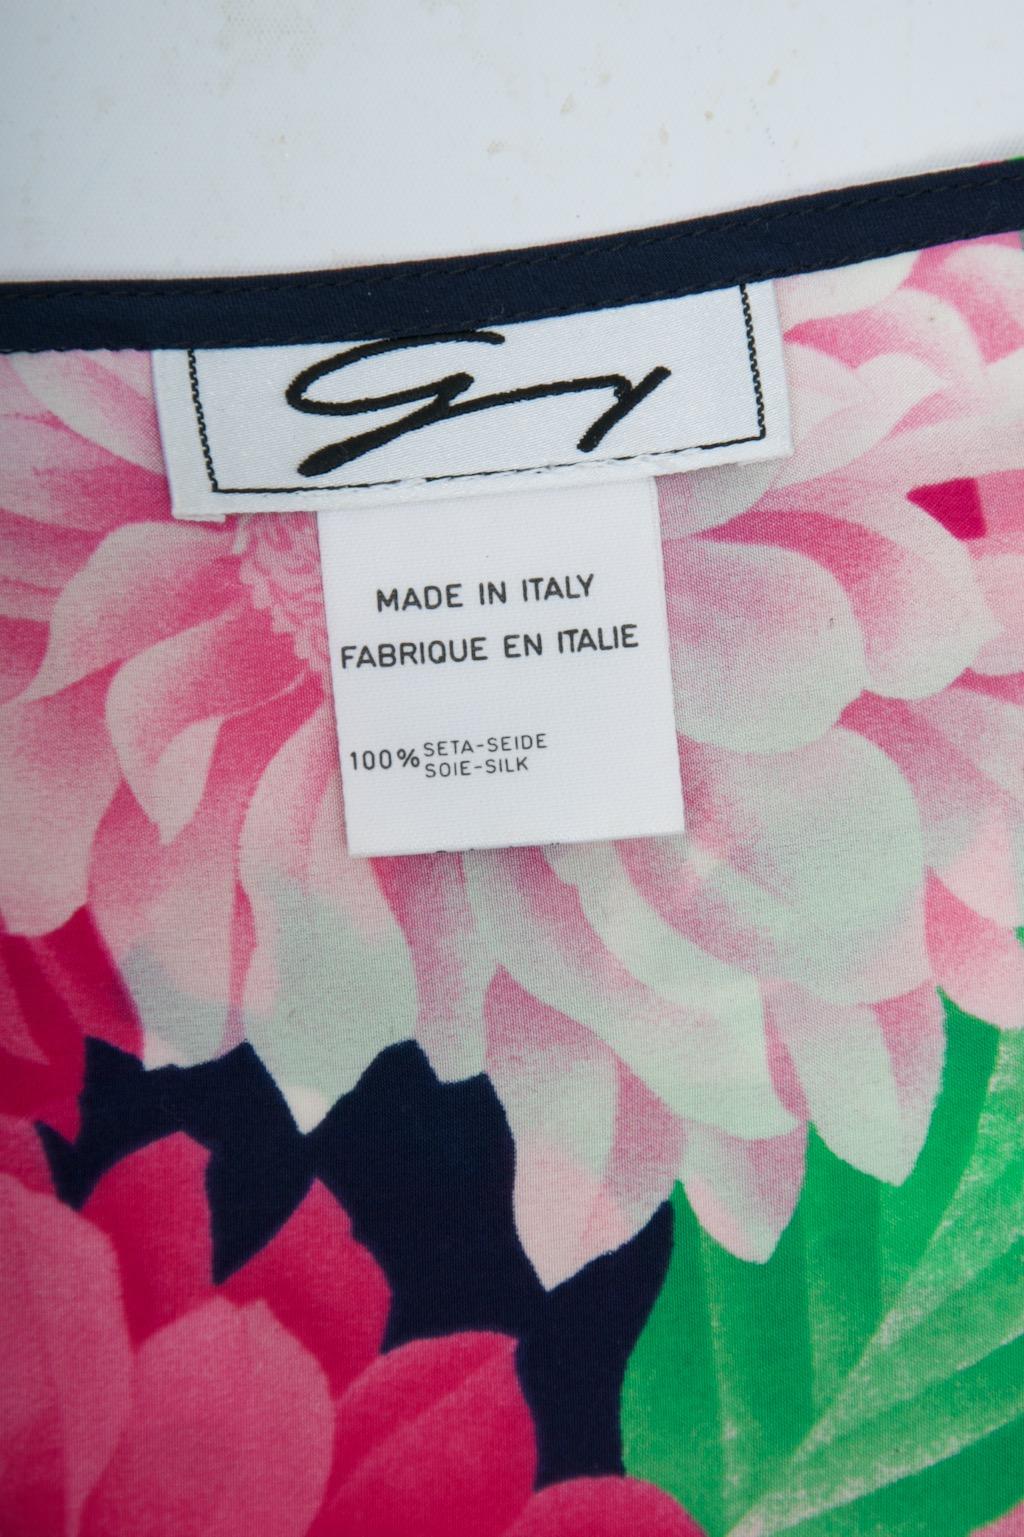 MADE IN ITALY
FABRIQUE EN ITALIE
100% SETA-SEIDE
SOIE-SILK